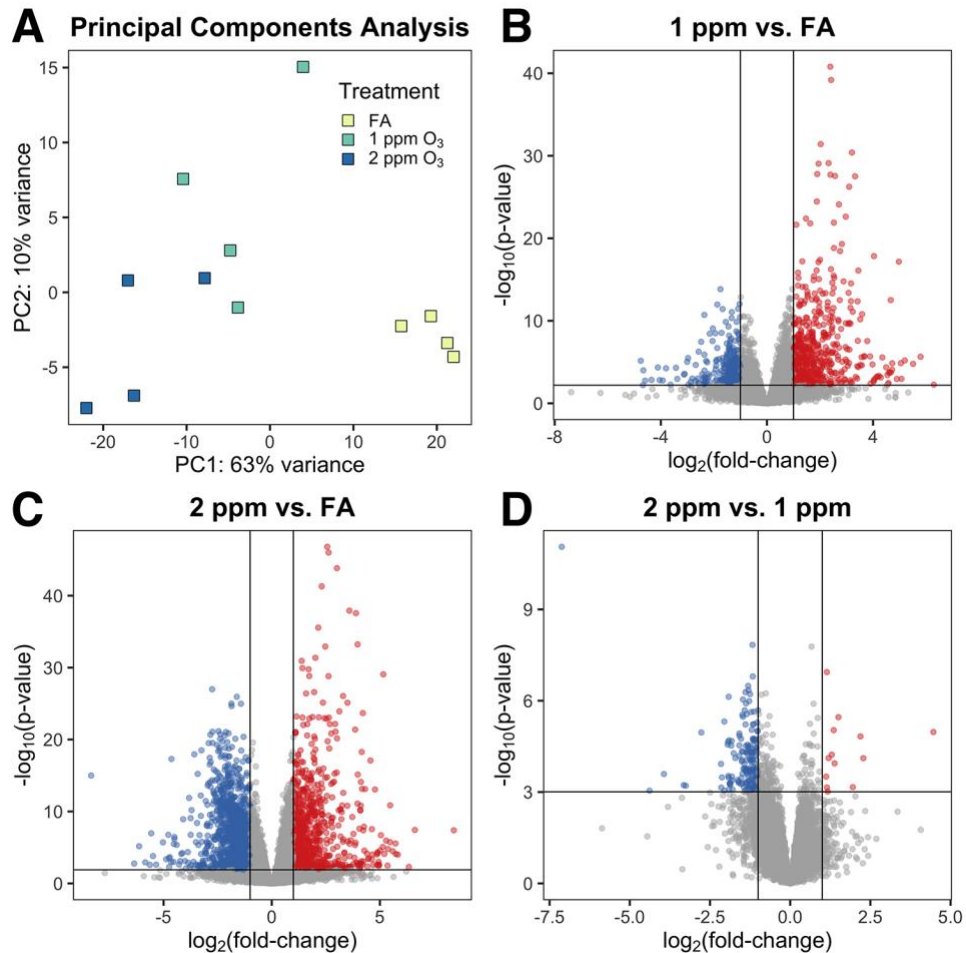 A Principal Components Analysis
15
10
5
0
-5
-20 -10 0 10 20
PC2: 10% variance
PC1: 63% variance
Treatment
FA
1 ppm O₃
2 ppm O₃
B 1 ppm vs. FA
40
30
20
10
0
-8 -4 0 4
-log₁₀(p-value)
log₂(fold-change)
C 2 ppm vs. FA
40
30
20
10
0
-5 0 5
-log₁₀(p-value)
log₂(fold-change)
D 2 ppm vs. 1 ppm
9
6
3
0
-7.5 -5.0 -2.5 0.0 2.5 5.0
-log₁₀(p-value)
log₂(fold-change)